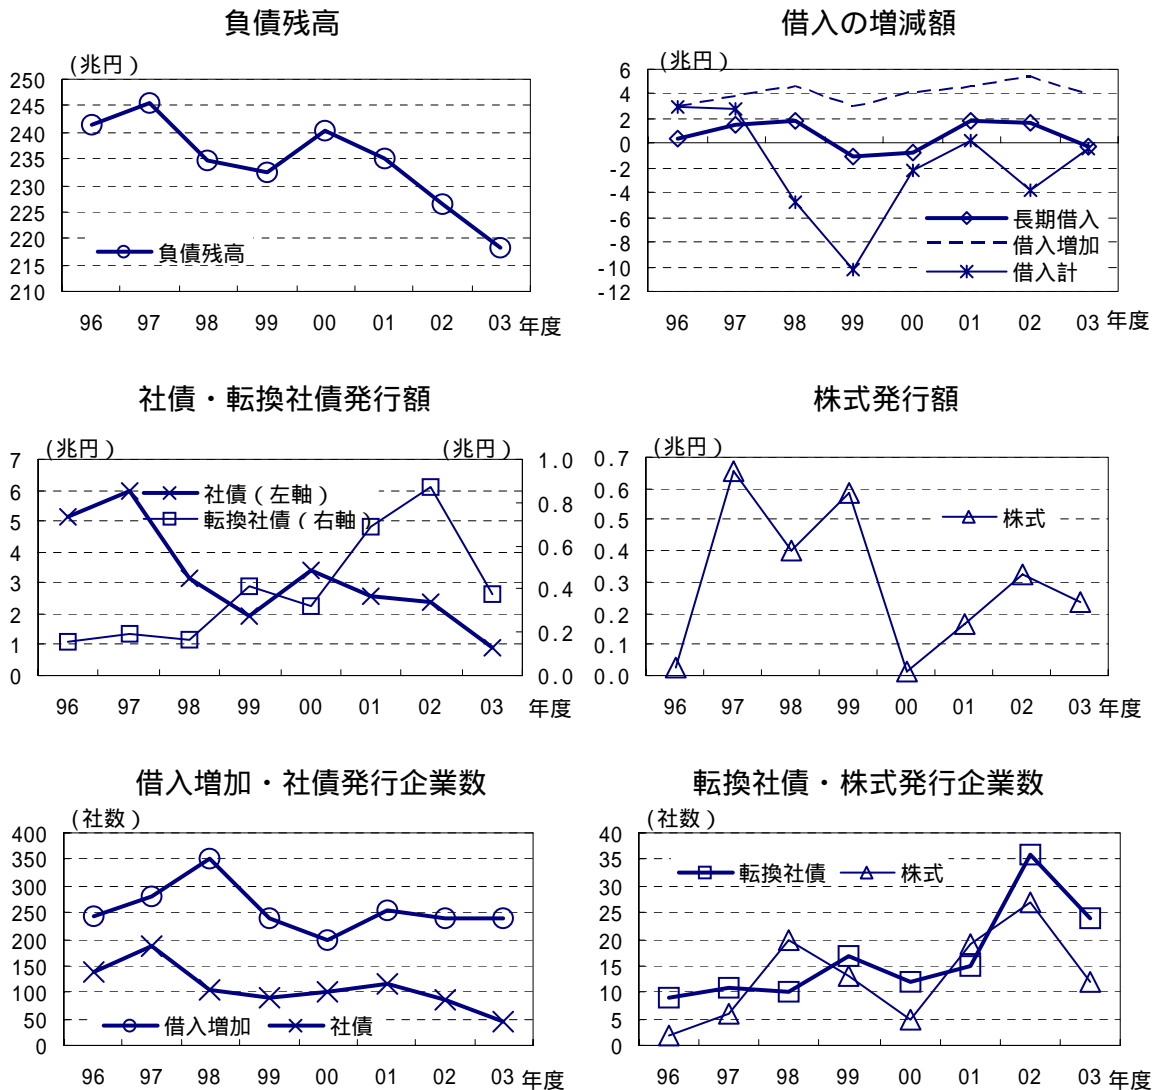 負債残高
(兆円)
250
245
240
235
230
225
220
215
210
負債残高
96 97 98 99 00 01 02 03 年度
借入の増減額
(兆円)
6
4
2
0
-2
-4
-6
-8
-10
-12
長期借入
借入増加
借入計
96 97 98 99 00 01 02 03 年度
社債・転換社債発行額
(兆円) (兆円)
7
6
5
4
3
2
1
0
1.0
0.8
0.6
0.4
0.2
0.0
社債(左軸)
転換社債(右軸)
96 97 98 99 00 01 02 03 年度
株式発行額
(兆円)
0.7
0.6
0.5
0.4
0.3
0.2
0.1
0.0
株式
96 97 98 99 00 01 02 03 年度
借入増加・社債発行企業数
(社数)
400
350
300
250
200
150
100
50
0
借入増加 社債
96 97 98 99 00 01 02 03 年度
転換社債・株式発行企業数
(社数)
40
35
30
25
20
15
10
5
0
転換社債 株式
96 97 98 99 00 01 02 03 年度